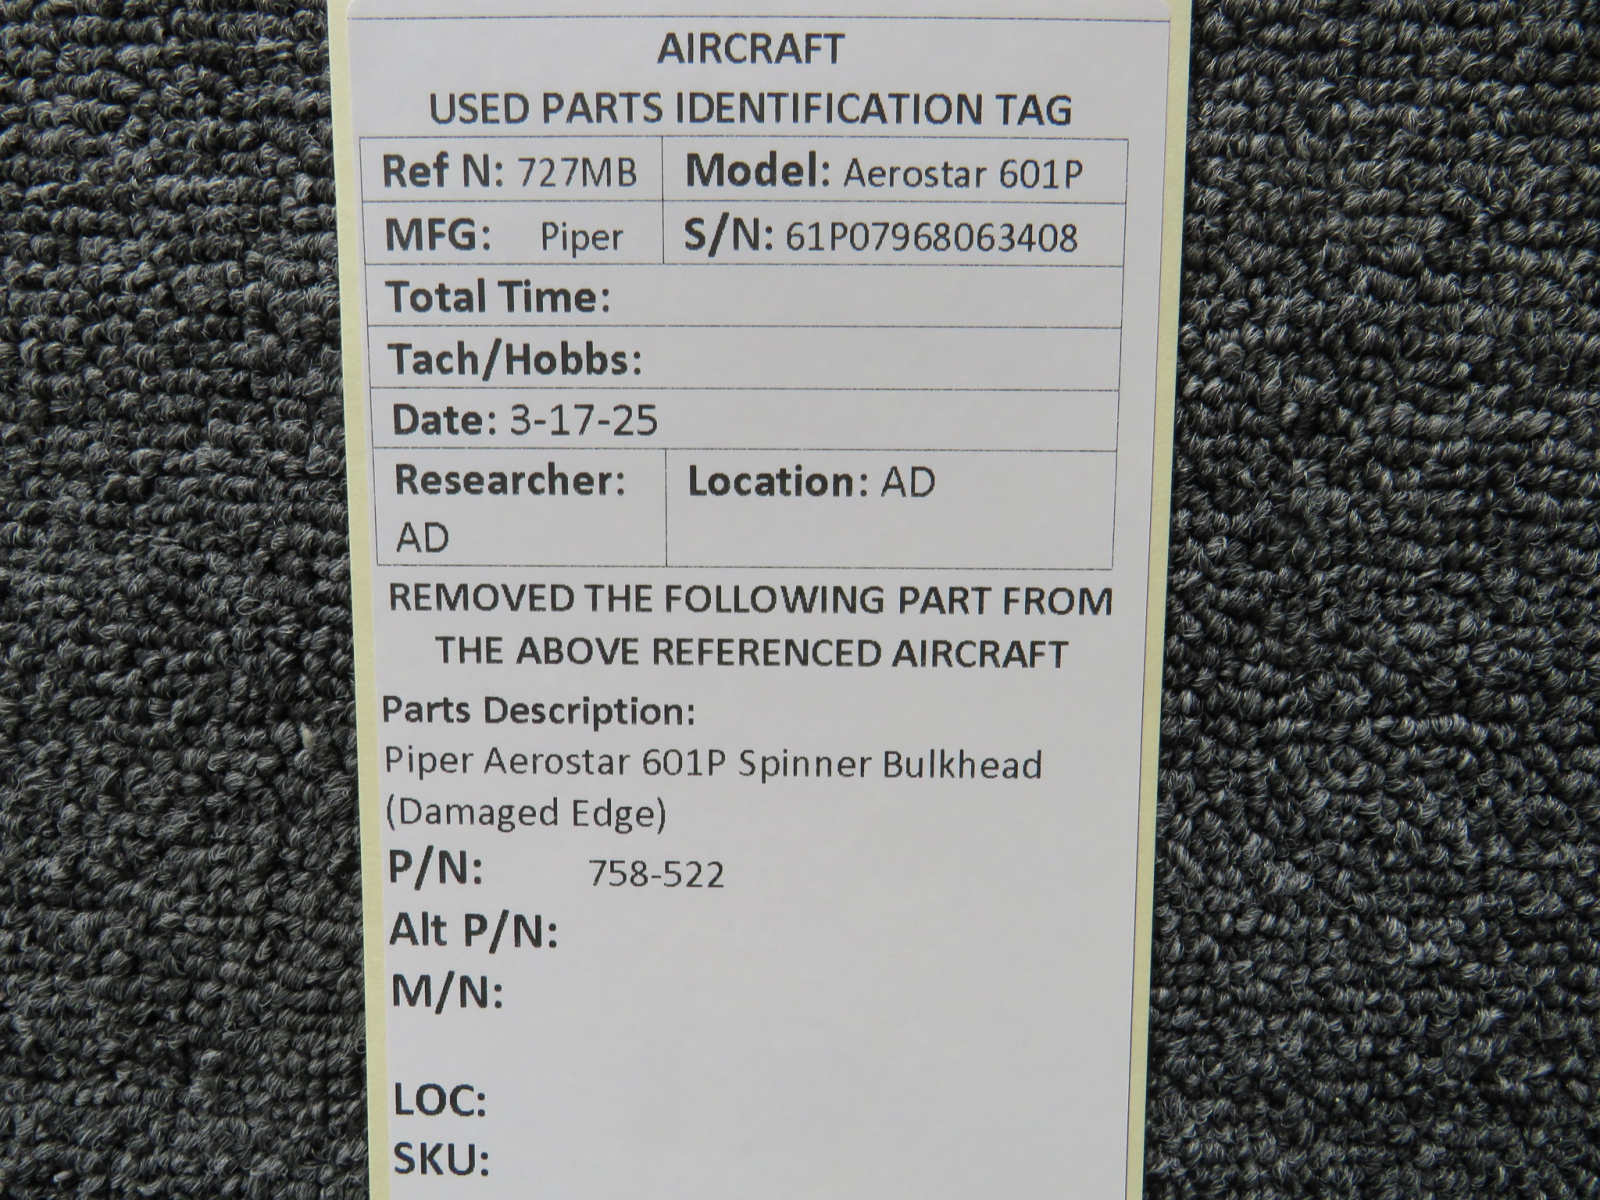 AIRCRAFT
USED PARTS IDENTIFICATION TAG
Ref N: 727MB Model: Aerostar 601P
MFG: Piper S/N: 61P07968063408
Total Time:
Tach/Hobbs:
Date: 3-17-25
Researcher: Location: AD
AD
REMOVED THE FOLLOWING PART FROM
THE ABOVE REFERENCED AIRCRAFT
Parts Description:
Piper Aerostar 601P Spinner Bulkhead
(Damaged Edge)
P/N: 758-522
Alt P/N:
M/N:
LOC:
SKU: